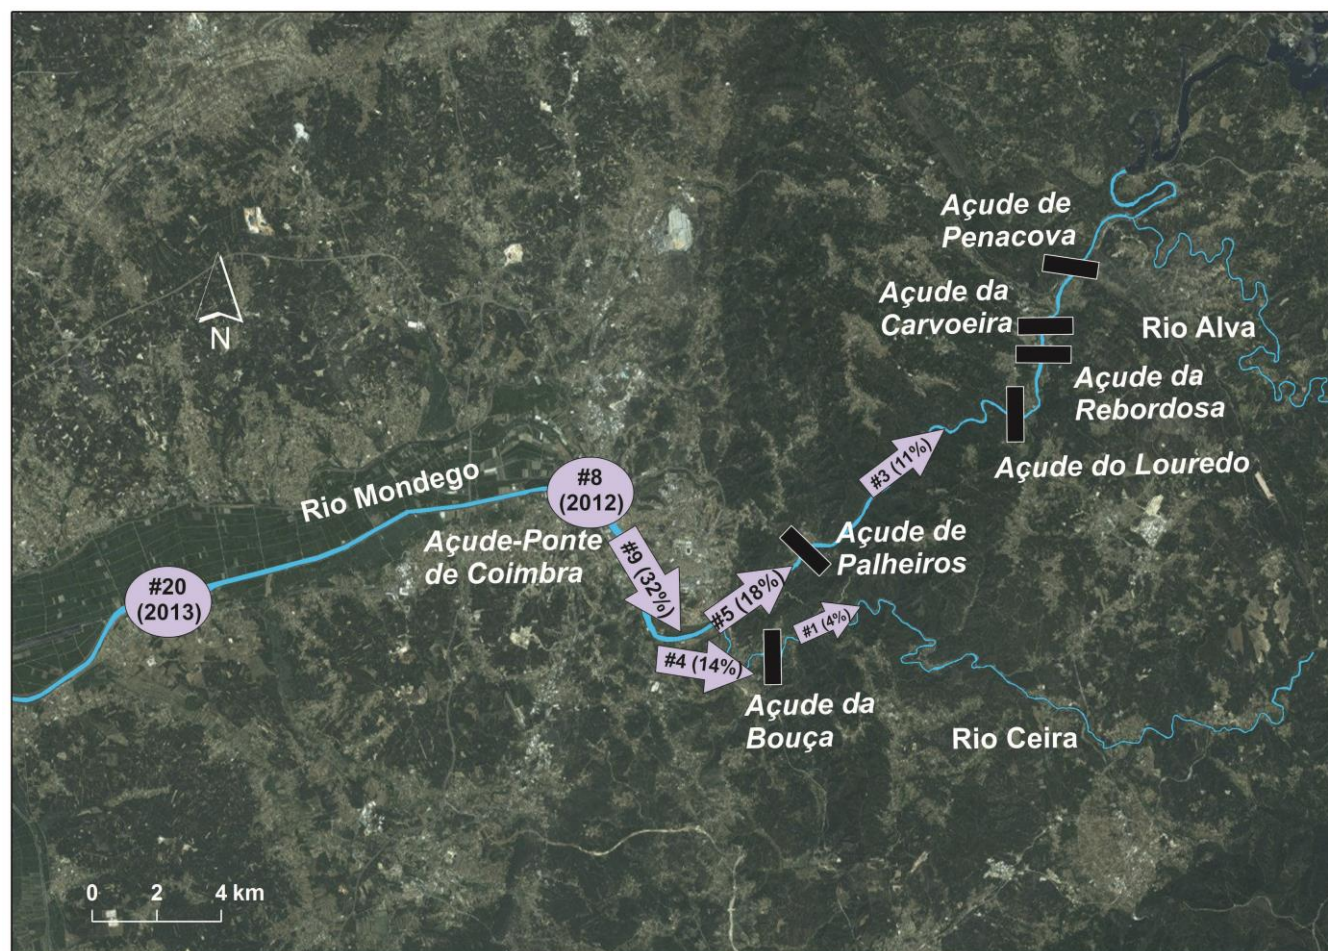 Açude de
Penacova
Açude da
Carvoeira
Rio Alva
N
Açude da
Rebordosa
#3 (11%)
Açude do Louredo
Rio Mondego
#8
(2012)
Açude-Ponte
de Coimbra
#9 (32%)
Açude de
Palheiros
#20
(2013)
#5 (18%)
#1 (4%)
#4 (14%)
Açude da
Bouça
Rio Ceira
0 2 4 km